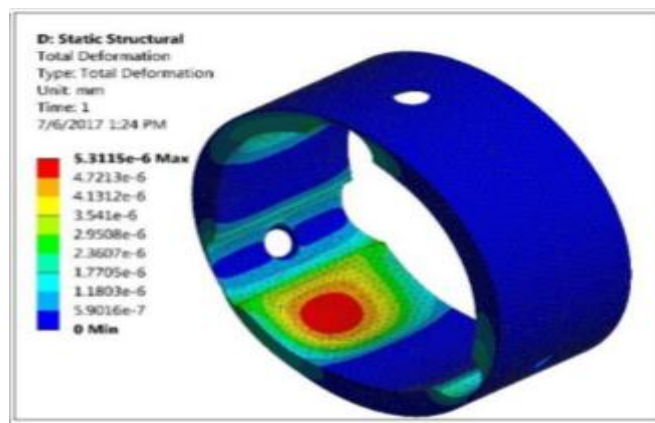 D: Static Structural
Total Deformation
Type: Total Deformation
Unit: mm
Time: 1
7/6/2017 1:24 PM
5.3115e-6 Max
4.7213e-6
4.1312e-6
3.541e-6
2.9508e-6
2.3607e-6
1.7705e-6
1.1803e-6
5.9016e-7
0 Min